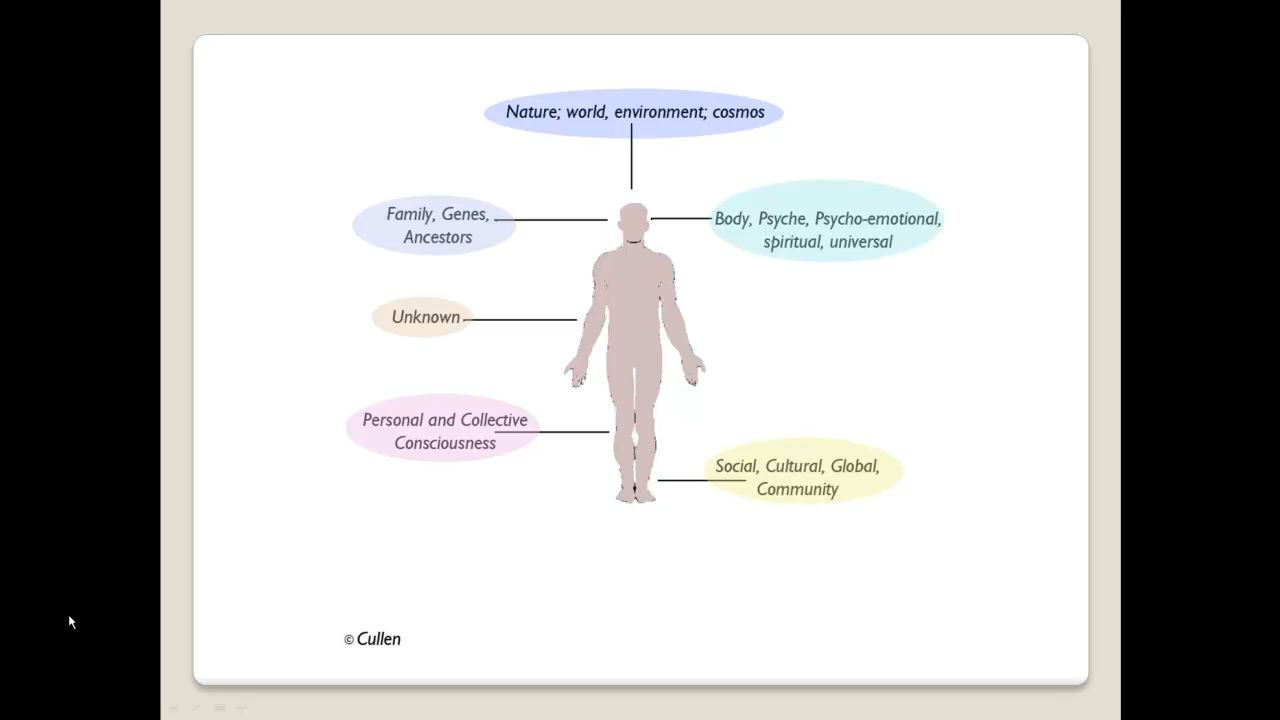 Nature; world, environment; cosmos
Family, Genes,
Ancestors
Body, Psyche, Psycho-emotional,
spiritual, universal
Unknown
Personal and Collective
Consciousness
Social, Cultural, Global,
Community
© Cullen